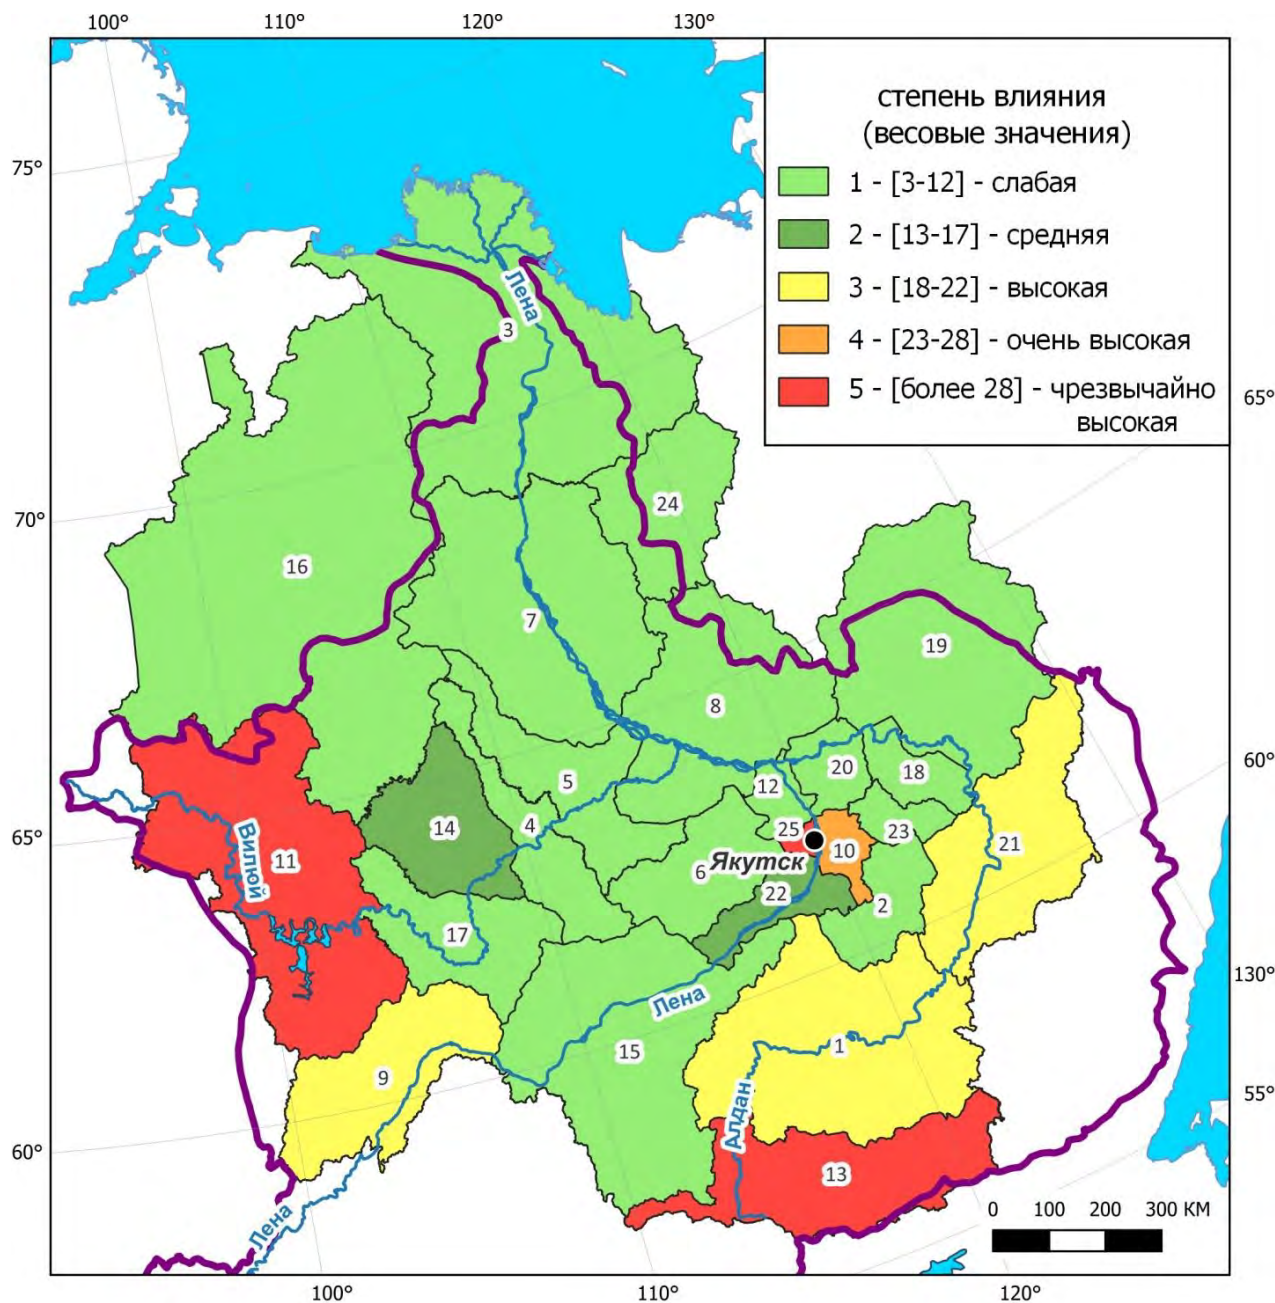 100° 110° 120° 130°
степень влияния
(весовые значения)
1 - [3-12] - слабая
2 - [13-17] - средняя
3 - [18-22] - высокая
4 - [23-28] - очень высокая
5 - [более 28] - чрезвычайно
высокая
75°
Лена
3
65°
24
70°
16
7
19
8
60°
5
20
18
12
65°
14
4
25
23
Вилюй
11
Якутск
10
21
6
22
2
17
130°
Лена
15
1
9
55°
Алдан
60°
13
Лена
0 100 200 300 КМ
100° 110° 120°